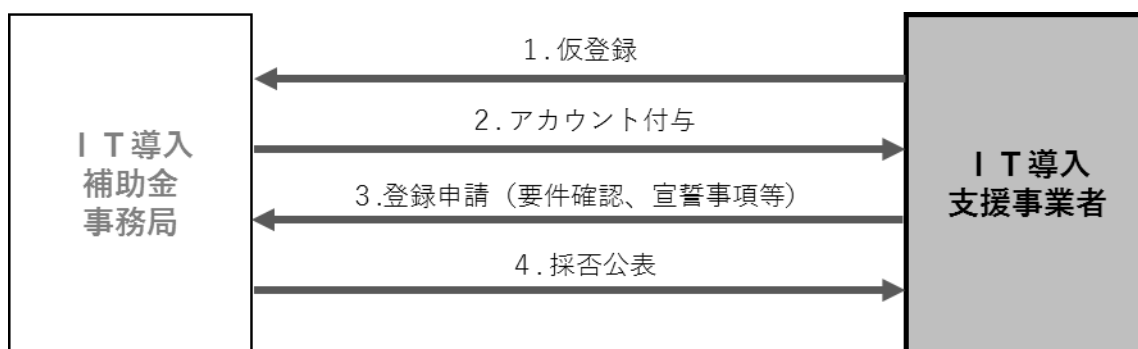 1.仮登録
2.アカウント付与
3.登録申請（要件確認、宣誓事項等）
4.採否公表
ＩＴ導入
補助金
事務局
ＩＴ導入
支援事業者